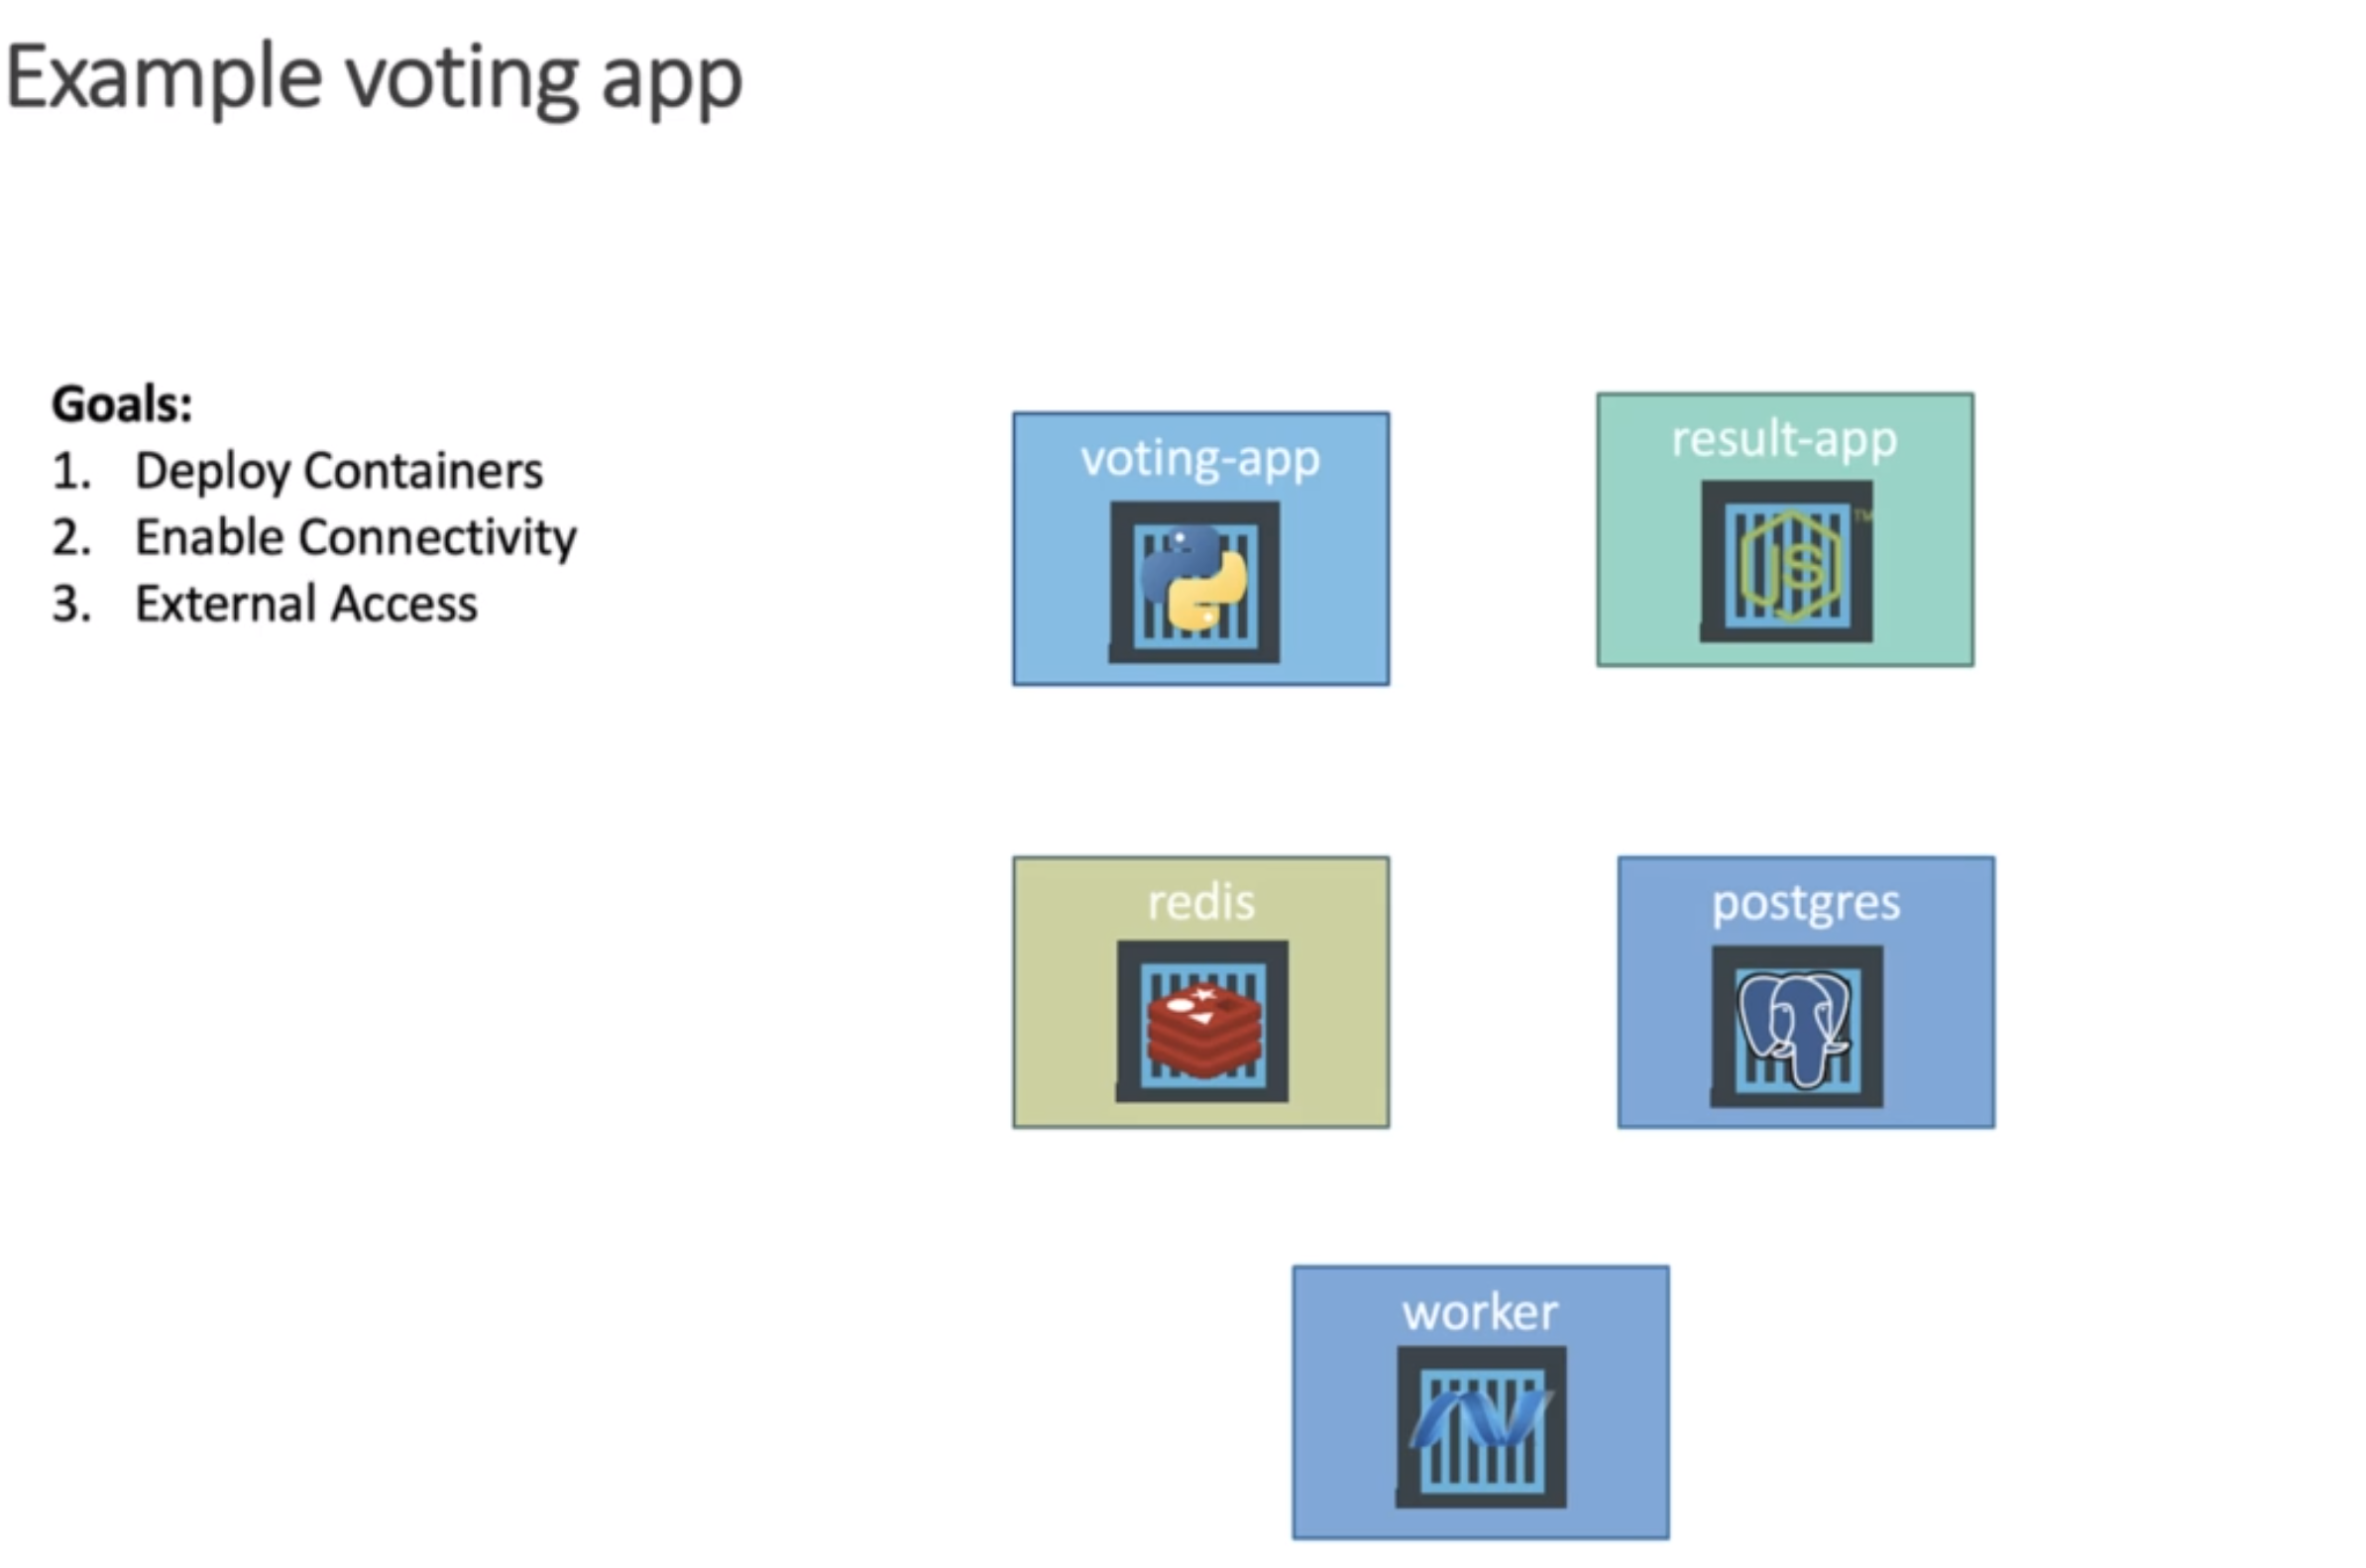 Example voting app
Goals:
1. Deploy Containers
2. Enable Connectivity
3. External Access
voting-app
result-app
JS
TM
redis
postgres
worker